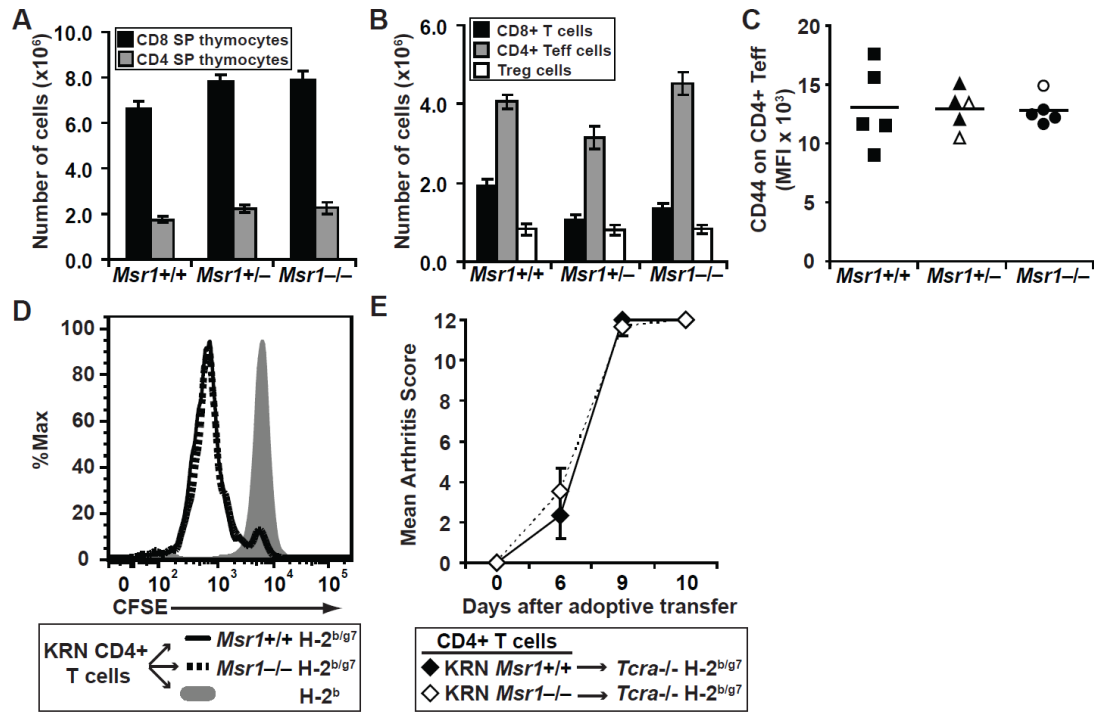 A
CD8 SP thymocytes
CD4 SP thymocytes
Number of cells (x10⁶)
10.0
8.0
6.0
4.0
2.0
0.0
Msr1+/+ Msr1+/– Msr1–/–
B
CD8+ T cells
CD4+ Teff cells
Treg cells
Number of cells (x10⁶)
6.0
4.0
2.0
0.0
Msr1+/+ Msr1+/– Msr1–/–
C
CD44 on CD4+ Teff
(MFI x 10³)
20
15
10
5
0
Msr1+/+ Msr1+/– Msr1–/–
D
%Max
100
80
60
40
20
0
0 10² 10³ 10⁴ 10⁵
CFSE
KRN CD4+
T cells
Msr1+/+ H-2ᵇ/ᵍ⁷
Msr1–/– H-2ᵇ/ᵍ⁷
H-2ᵇ
E
Mean Arthritis Score
12
10
8
6
4
2
0
0 6 9 10
Days after adoptive transfer
CD4+ T cells
KRN Msr1+/+ → Tcra-/- H-2ᵇ/ᵍ⁷
KRN Msr1–/– → Tcra-/- H-2ᵇ/ᵍ⁷